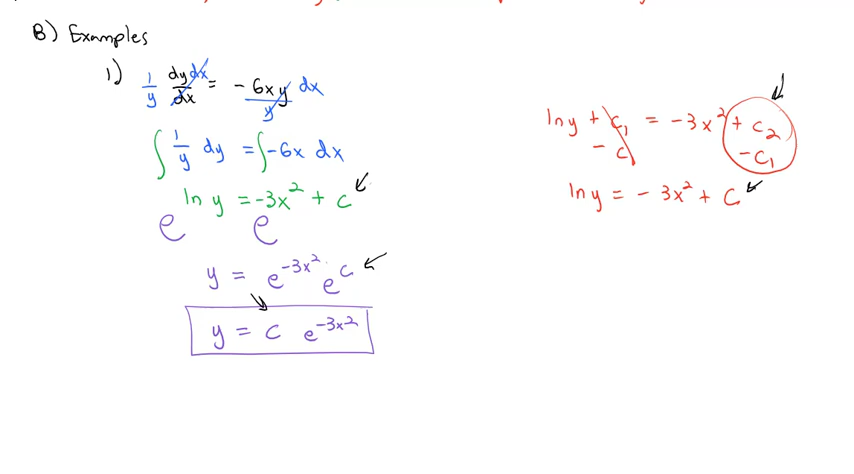 B) Examples
1) 1/y dy/dx dx = -6xy/y dx
∫ 1/y dy = ∫ -6x dx
ln y = -3x² + c
e e
y = e^(-3x²) e^c
y = c e^(-3x²)
ln y + c₁ = -3x² + c₂
- c₁ - c₁
ln y = -3x² + C